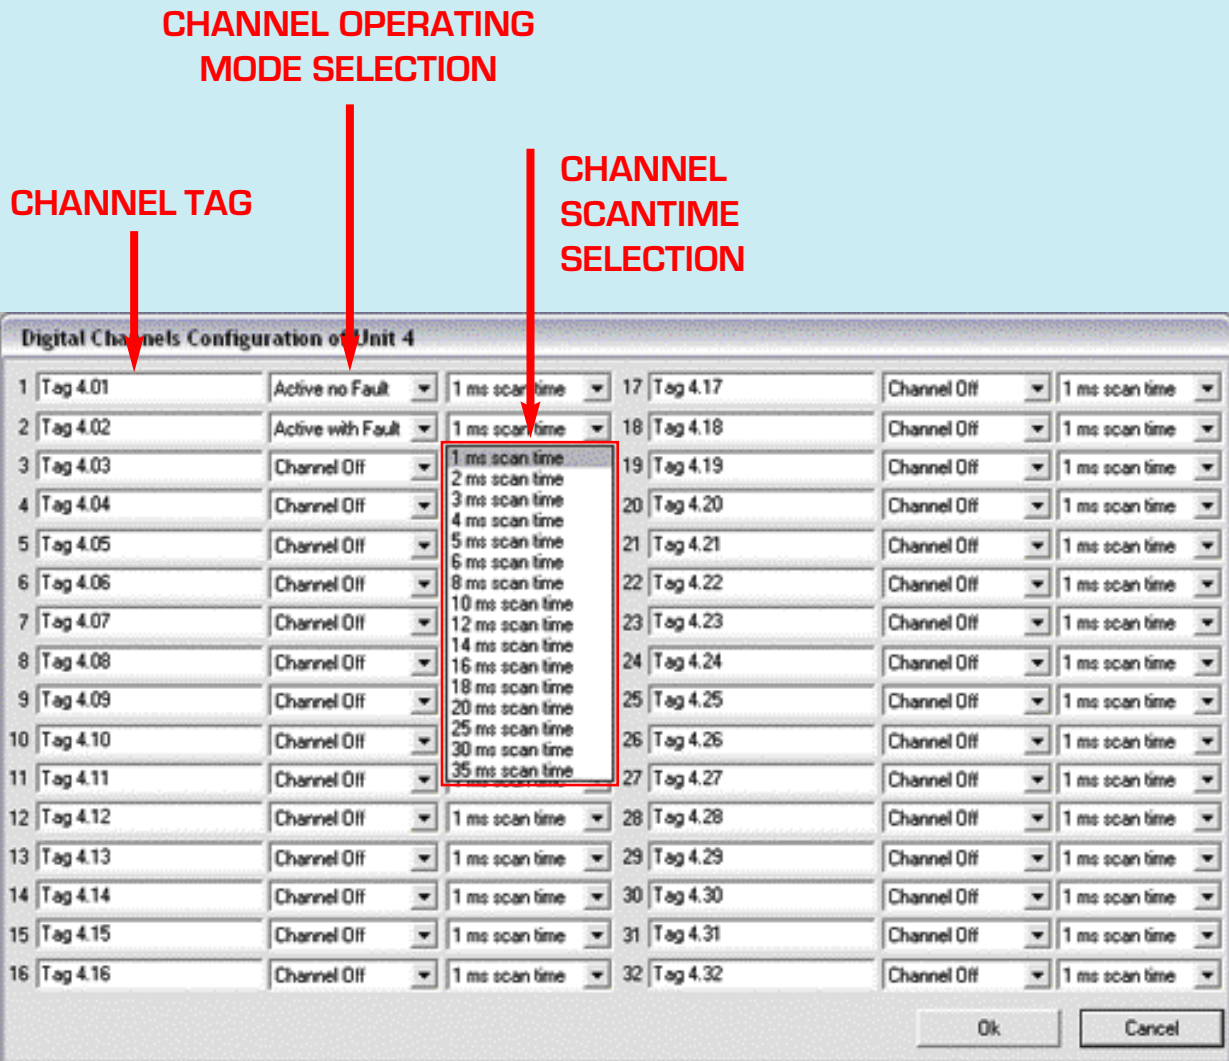 CHANNEL OPERATING
MODE SELECTION
CHANNEL
SCANTIME
SELECTION
CHANNEL TAG
Digital Channels Configuration of Unit 4
1 Tag 4.01 Active no Fault 1 ms scan time 17 Tag 4.17 Channel Off 1 ms scan time
2 Tag 4.02 Active with Fault 1 ms scan time 18 Tag 4.18 Channel Off 1 ms scan time
3 Tag 4.03 Channel Off 19 Tag 4.19 Channel Off 1 ms scan time
4 Tag 4.04 Channel Off 20 Tag 4.20 Channel Off 1 ms scan time
5 Tag 4.05 Channel Off 21 Tag 4.21 Channel Off 1 ms scan time
6 Tag 4.06 Channel Off 22 Tag 4.22 Channel Off 1 ms scan time
7 Tag 4.07 Channel Off 23 Tag 4.23 Channel Off 1 ms scan time
8 Tag 4.08 Channel Off 24 Tag 4.24 Channel Off 1 ms scan time
9 Tag 4.09 Channel Off 25 Tag 4.25 Channel Off 1 ms scan time
10 Tag 4.10 Channel Off 26 Tag 4.26 Channel Off 1 ms scan time
11 Tag 4.11 Channel Off 27 Tag 4.27 Channel Off 1 ms scan time
1 ms scan time
2 ms scan time
3 ms scan time
4 ms scan time
5 ms scan time
6 ms scan time
8 ms scan time
10 ms scan time
12 ms scan time
14 ms scan time
16 ms scan time
18 ms scan time
20 ms scan time
25 ms scan time
30 ms scan time
35 ms scan time
12 Tag 4.12 Channel Off 1 ms scan time 28 Tag 4.28 Channel Off 1 ms scan time
13 Tag 4.13 Channel Off 1 ms scan time 29 Tag 4.29 Channel Off 1 ms scan time
14 Tag 4.14 Channel Off 1 ms scan time 30 Tag 4.30 Channel Off 1 ms scan time
15 Tag 4.15 Channel Off 1 ms scan time 31 Tag 4.31 Channel Off 1 ms scan time
16 Tag 4.16 Channel Off 1 ms scan time 32 Tag 4.32 Channel Off 1 ms scan time
Ok Cancel